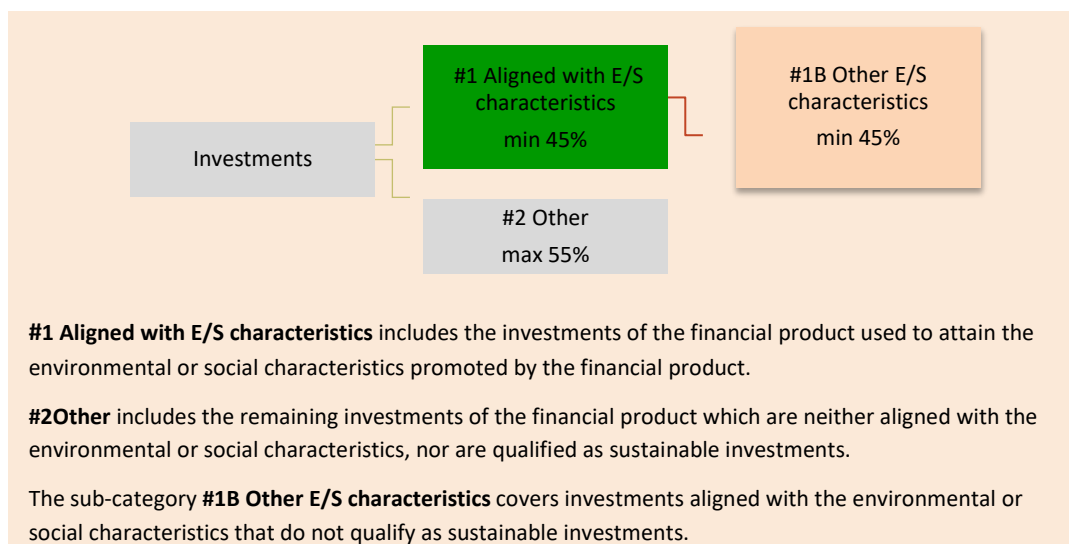 #1 Aligned with E/S
characteristics
min 45%
#1B Other E/S
characteristics
min 45%
Investments
#2 Other
max 55%
#1 Aligned with E/S characteristics includes the investments of the financial product used to attain the
environmental or social characteristics promoted by the financial product.
#2Other includes the remaining investments of the financial product which are neither aligned with the
environmental or social characteristics, nor are qualified as sustainable investments.
The sub-category #1B Other E/S characteristics covers investments aligned with the environmental or
social characteristics that do not qualify as sustainable investments.